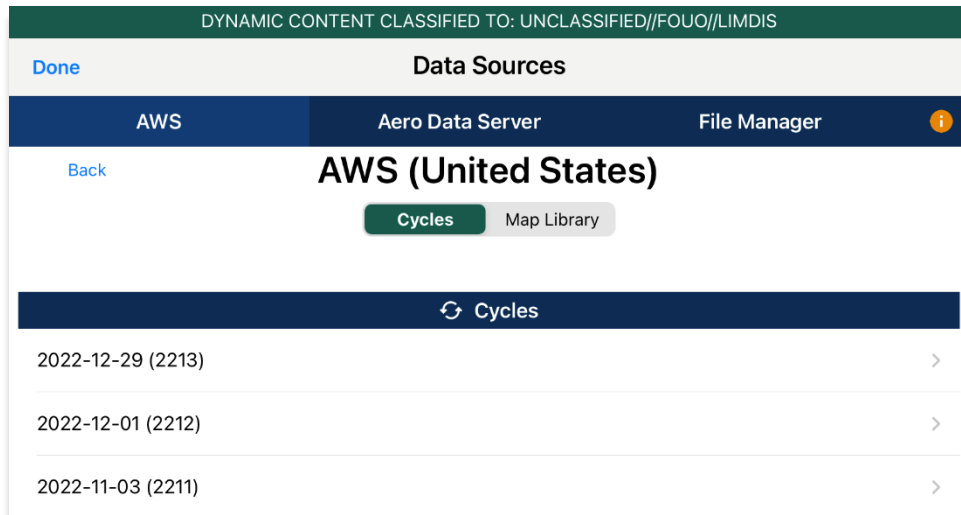 DYNAMIC CONTENT CLASSIFIED TO: UNCLASSIFIED//FOUO//LIMDIS
Done Data Sources
AWS Aero Data Server File Manager i
Back AWS (United States)
Cycles Map Library
Cycles
2022-12-29 (2213)
2022-12-01 (2212)
2022-11-03 (2211)